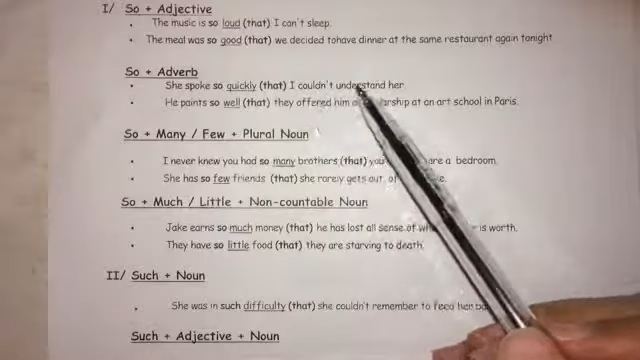 I/ So + Adjective
• The music is so loud (that) I can't sleep.
• The meal was so good (that) we decided tohave dinner at the same restaurant again tonight
So + Adverb
• She spoke so quickly (that) I couldn't understand her
• He paints so well (that) they offered him at an art school in Paris.
So + Many / Few + Plural Noun
• I never knew you had so many brothers (that) a bedroom.
• She has so few friends (that) she rarely gets out
So + Much / Little + Non-countable Noun
• Jake earns so much money (that) he has lost all sense of is worth.
• They have so little food (that) they are starving to death.
II/ Such + Noun
• She was in such difficulty (that) she couldn't remember to feed her
Such + Adjective + Noun